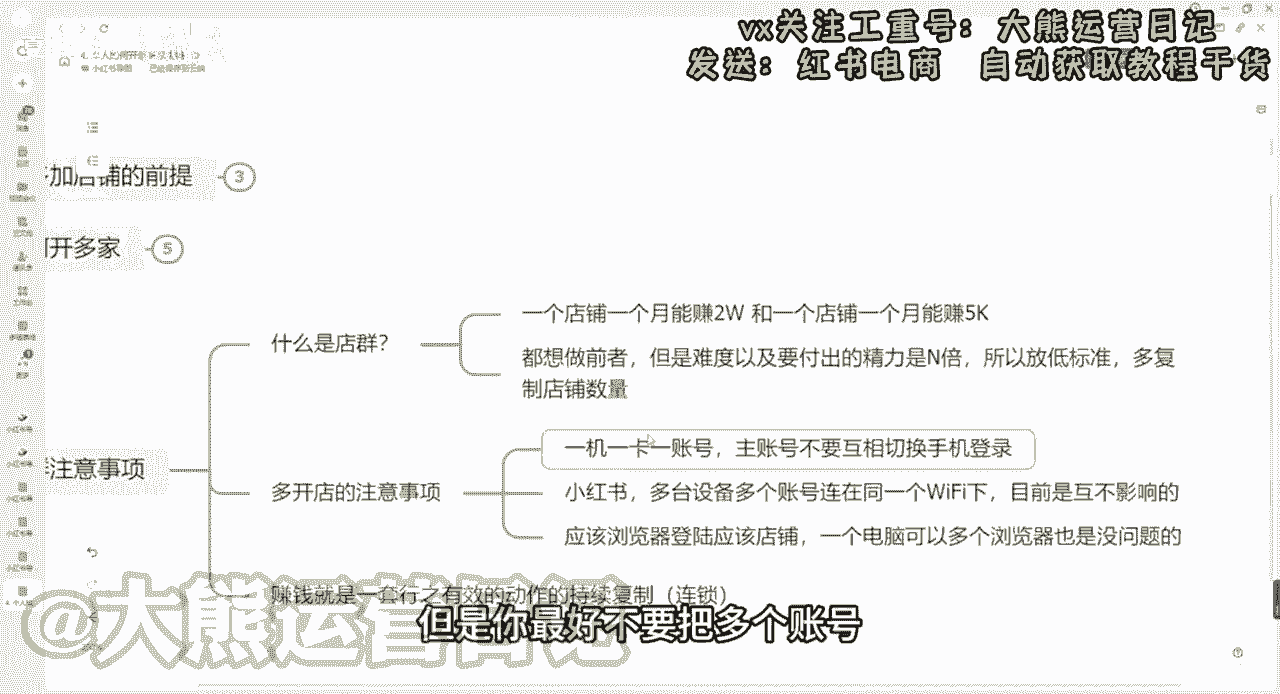 vx关注工重号：大熊运营日记
发送：红书电商 自动获取教程干货
加店铺的前提
3
开多家
5
什么是店群？
一个店铺一个月能赚2W 和一个店铺一个月能赚5K
都想做前者，但是难度以及要付出的精力是N倍，所以放低标准，多复
制店铺数量
注意事项
多开店的注意事项
一机一卡一账号，主账号不要互相切换手机登录
小红书，多台设备多个账号连在同一个WiFi下，目前是互不影响的
应该浏览器登陆应该店铺，一个电脑可以多个浏览器也是没问题的
赚钱就是一套行之有效的动作的持续复制（连锁）
@大熊运营日记
但是你最好不要把多个账号